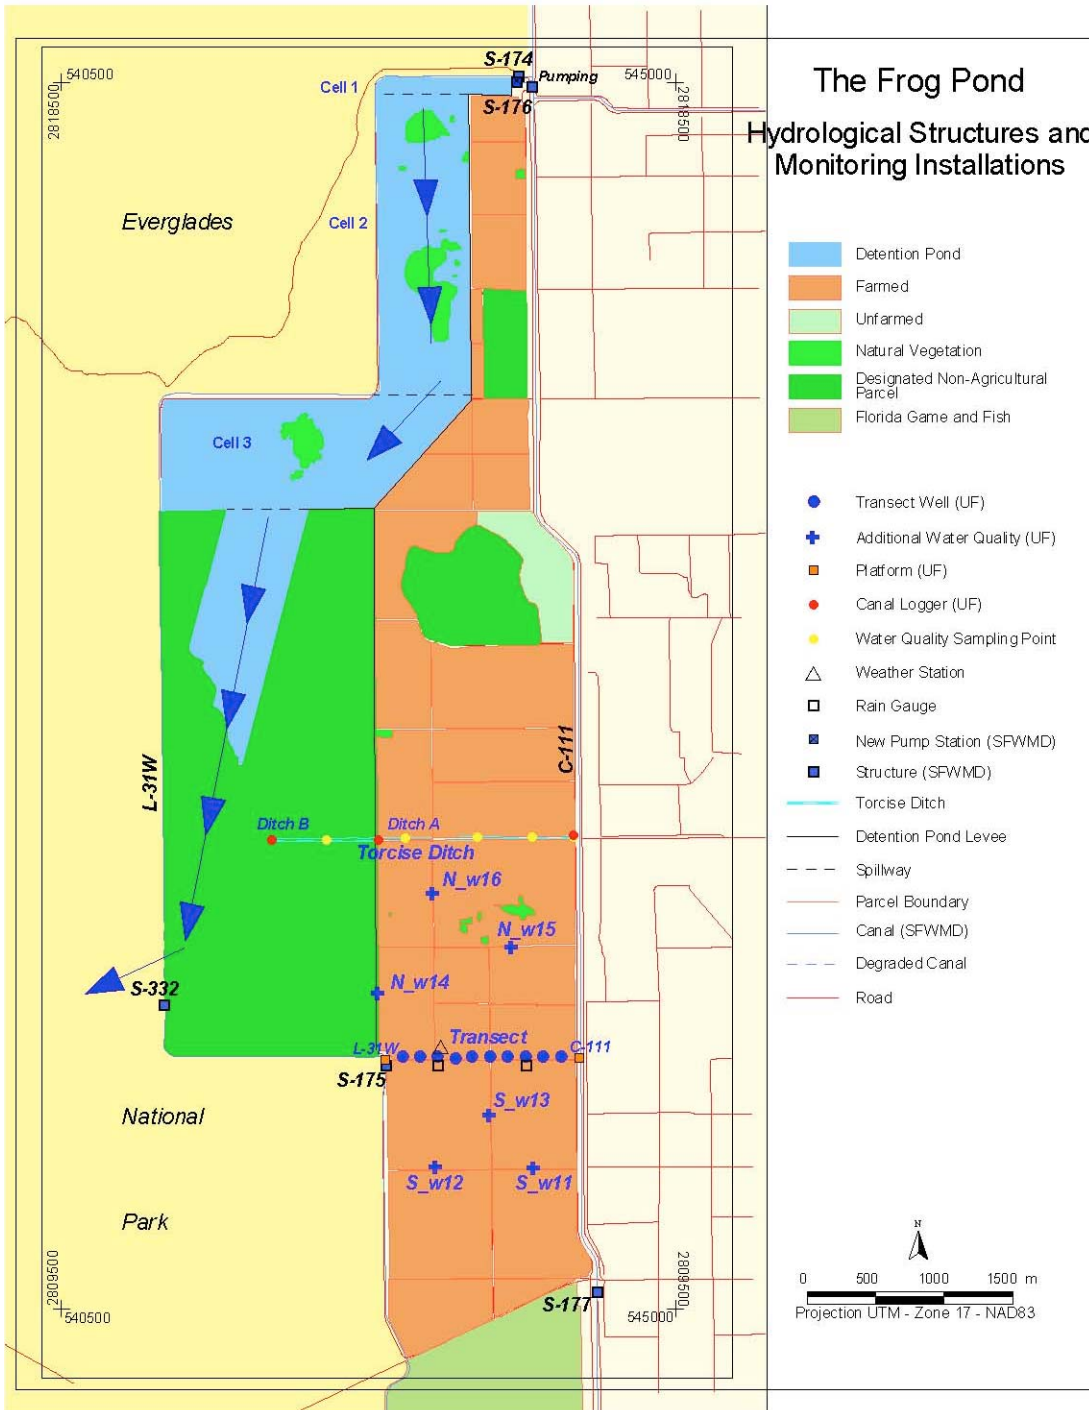 The Frog Pond
Hydrological Structures and
Monitoring Installations
S-174
Pumping
S-176
540500
2818500
545000
2818500
Cell 1
Everglades
Cell 2
Cell 3
L-31W
C-111
Ditch B
Ditch A
Torcise Ditch
N_w16
N_w15
S-332
N_w14
Transect
L-31W
C-111
S-175
S_w13
National
S_w12
S_w11
Park
2809500
540500
S-177
2809500
545000
Detention Pond
Farmed
Unfarmed
Natural Vegetation
Designated Non-Agricultural
Parcel
Florida Game and Fish
Transect Well (UF)
Additional Water Quality (UF)
Platform (UF)
Canal Logger (UF)
Water Quality Sampling Point
Weather Station
Rain Gauge
New Pump Station (SFWMD)
Structure (SFWMD)
Torcise Ditch
Detention Pond Levee
Spillway
Parcel Boundary
Canal (SFWMD)
Degraded Canal
Road
N
0 500 1000 1500 m
Projection UTM - Zone 17 - NAD83